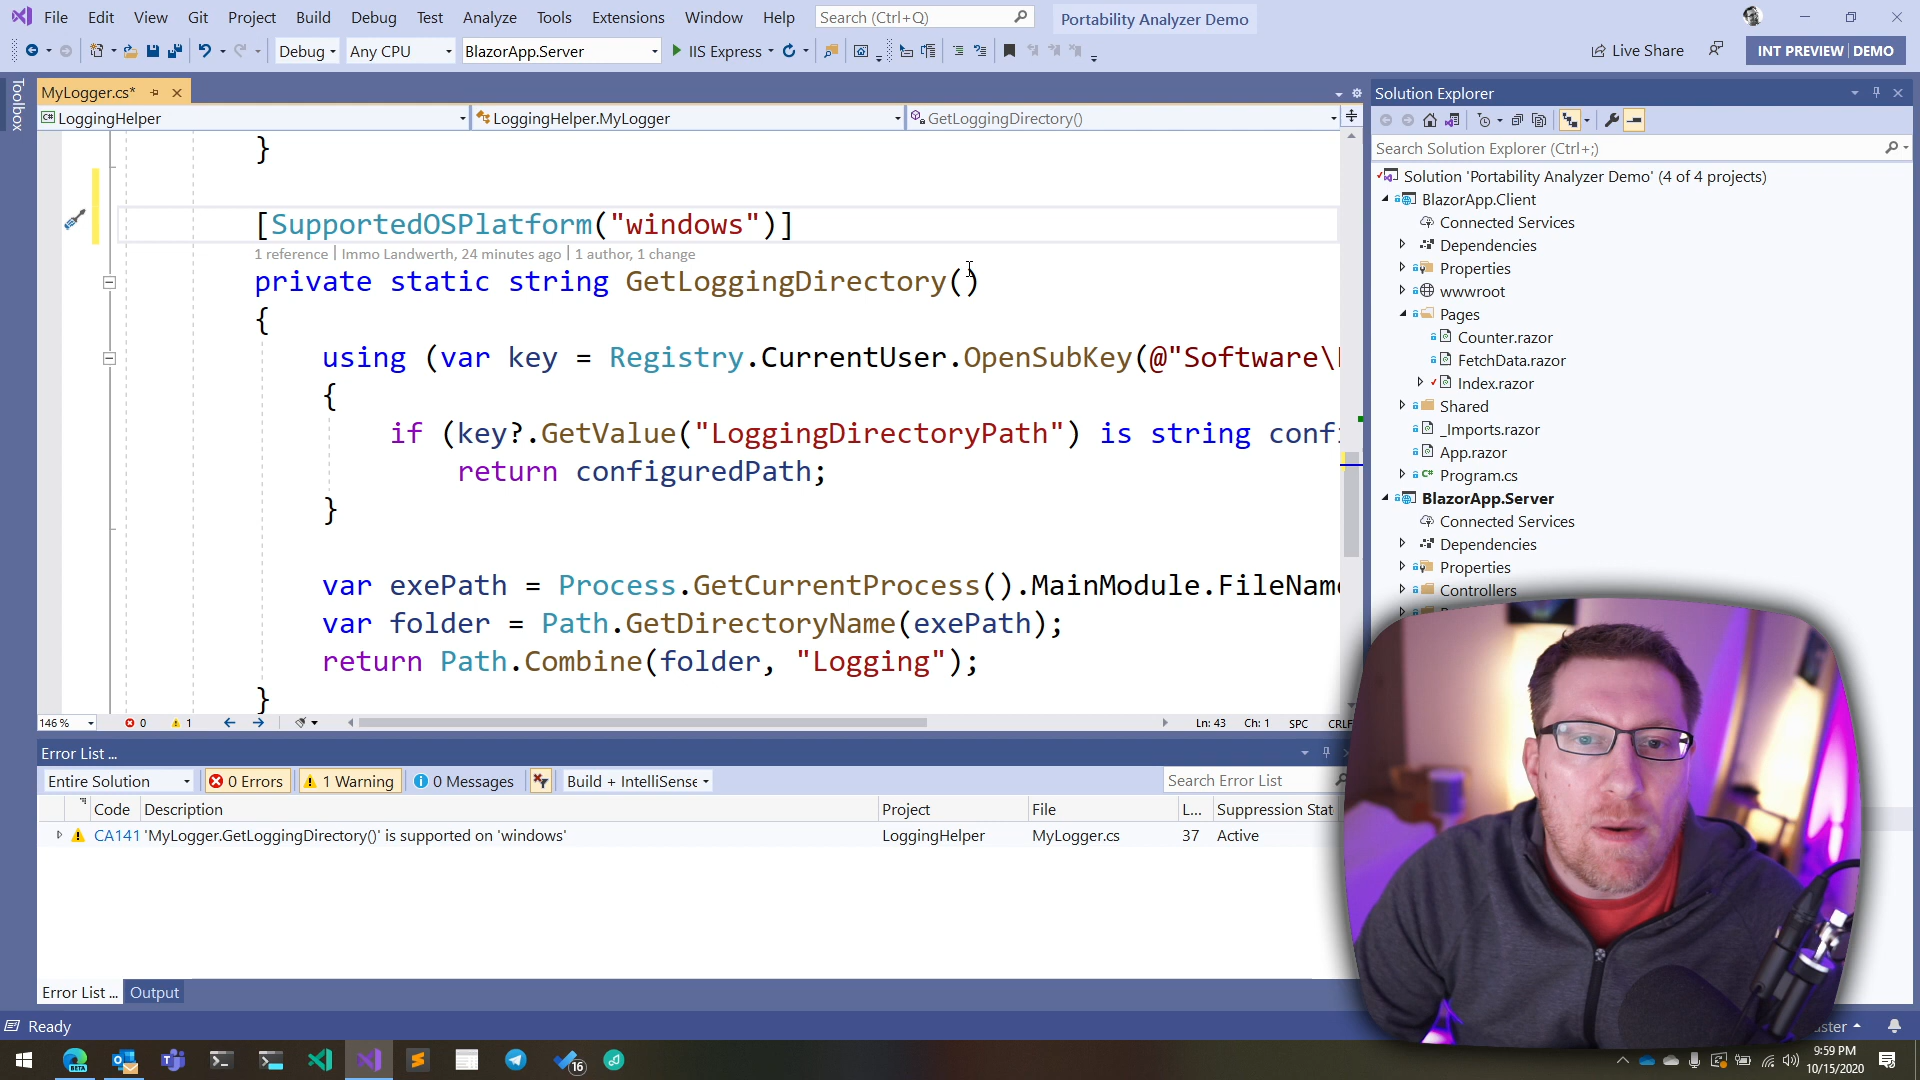 File Edit View Git Project Build Debug Test Analyze Tools Extensions Window Help Search (Ctrl+Q) Portability Analyzer Demo
Debug Any CPU BlazorApp.Server IIS Express Live Share INT PREVIEW DEMO
Toolbox
MyLogger.cs*
LoggingHelper LoggingHelper.MyLogger GetLoggingDirectory()
}
[SupportedOSPlatform("windows")]
1 reference | Immo Landwerth, 24 minutes ago | 1 author, 1 change
private static string GetLoggingDirectory()
{
using (var key = Registry.CurrentUser.OpenSubKey(@"Software\
{
if (key?.GetValue("LoggingDirectoryPath") is string conf
return configuredPath;
}
var exePath = Process.GetCurrentProcess().MainModule.FileName
var folder = Path.GetDirectoryName(exePath);
return Path.Combine(folder, "Logging");
}
146 % 0 1 Ln: 43 Ch: 1 SPC CRLF
Solution Explorer
Search Solution Explorer (Ctrl+;)
Solution 'Portability Analyzer Demo' (4 of 4 projects)
BlazorApp.Client
Connected Services
Dependencies
Properties
wwwroot
Pages
Counter.razor
FetchData.razor
Index.razor
Shared
_Imports.razor
App.razor
Program.cs
BlazorApp.Server
Connected Services
Dependencies
Properties
Controllers
Error List ...
Entire Solution 0 Errors 1 Warning 0 Messages Build + IntelliSense Search Error List
Code Description Project File L... Suppression Stat
CA141 'MyLogger.GetLoggingDirectory()' is supported on 'windows' LoggingHelper MyLogger.cs 37 Active
Error List ... Output
Ready
ster
BETA
16
9:59 PM
10/15/2020